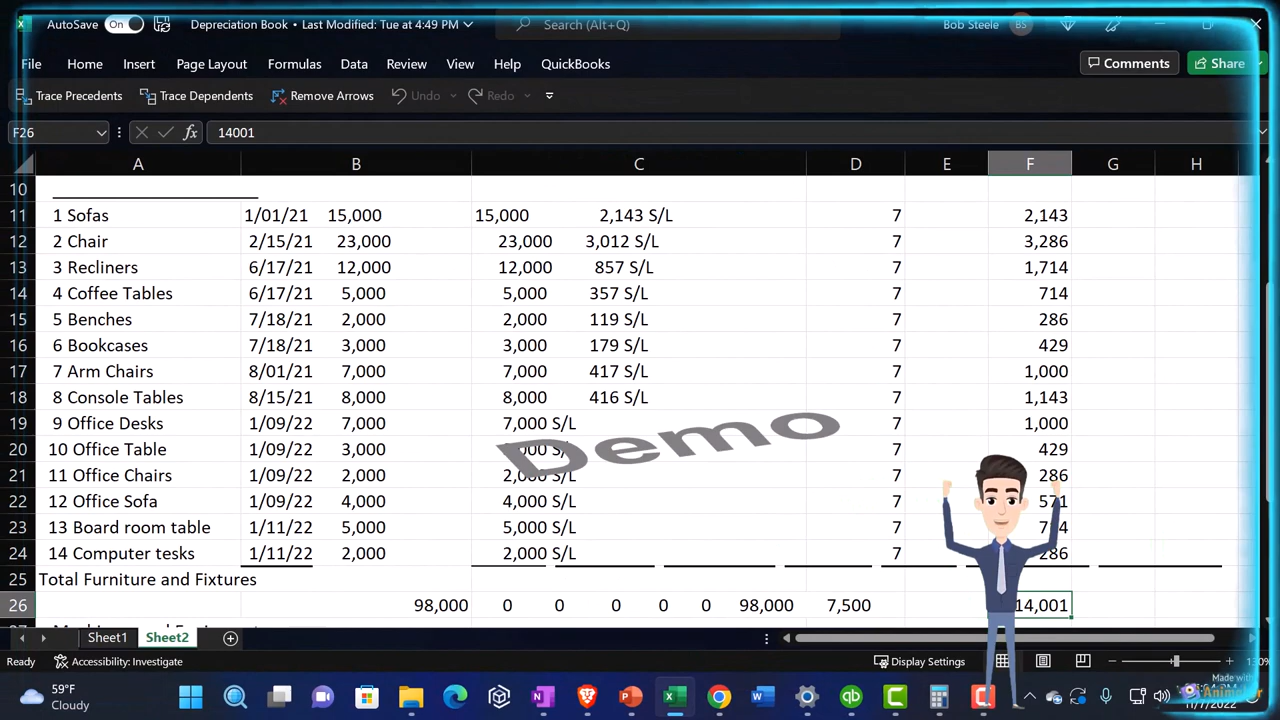 AutoSave On Depreciation Book • Last Modified: Tue at 4:49 PM Search (Alt+Q) Bob Steele BS
File Home Insert Page Layout Formulas Data Review View Help QuickBooks Comments Share
Trace Precedents Trace Dependents Remove Arrows Undo Redo
F26 fx 14001
A B C D E F G H
10
11 1 Sofas 1/01/21 15,000 15,000 2,143 S/L 7 2,143
12 2 Chair 2/15/21 23,000 23,000 3,012 S/L 7 3,286
13 3 Recliners 6/17/21 12,000 12,000 857 S/L 7 1,714
14 4 Coffee Tables 6/17/21 5,000 5,000 357 S/L 7 714
15 5 Benches 7/18/21 2,000 2,000 119 S/L 7 286
16 6 Bookcases 7/18/21 3,000 3,000 179 S/L 7 429
17 7 Arm Chairs 8/01/21 7,000 7,000 417 S/L 7 1,000
18 8 Console Tables 8/15/21 8,000 8,000 416 S/L 7 1,143
19 9 Office Desks 1/09/22 7,000 7,000 S/L 7 1,000
Demo
20 10 Office Table 1/09/22 3,000 S/L 7 429
21 11 Office Chairs 1/09/22 2,000 S/L 7 286
22 12 Office Sofa 1/09/22 4,000 4,000 S/L 7
23 13 Board room table 1/11/22 5,000 5,000 S/L 7
24 14 Computer tesks 1/11/22 2,000 2,000 S/L 7 286
25 Total Furniture and Fixtures
26 98,000 0 0 0 0 0 98,000 7,500 14,001
Sheet1 Sheet2
Ready Accessibility: Investigate Display Settings
59°F
Cloudy
Made with
Animaker
11/7/2022